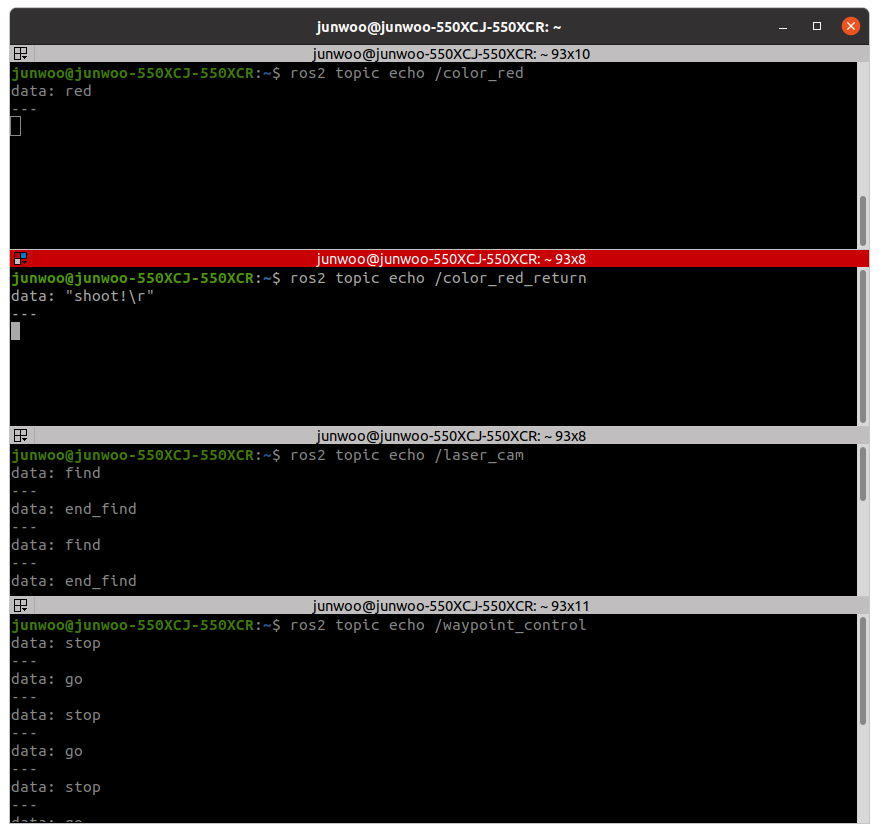 junwoo@junwoo-550XCJ-550XCR: ~
junwoo@junwoo-550XCJ-550XCR: ~ 93x10
junwoo@junwoo-550XCJ-550XCR:~$ ros2 topic echo /color_red
data: red
---
junwoo@junwoo-550XCJ-550XCR: ~ 93x8
junwoo@junwoo-550XCJ-550XCR:~$ ros2 topic echo /color_red_return
data: "shoot!\r"
---
junwoo@junwoo-550XCJ-550XCR: ~ 93x8
junwoo@junwoo-550XCJ-550XCR:~$ ros2 topic echo /laser_cam
data: find
---
data: end_find
---
data: find
---
data: end_find
junwoo@junwoo-550XCJ-550XCR: ~ 93x11
junwoo@junwoo-550XCJ-550XCR:~$ ros2 topic echo /waypoint_control
data: stop
---
data: go
---
data: stop
---
data: go
---
data: stop
---
data: go